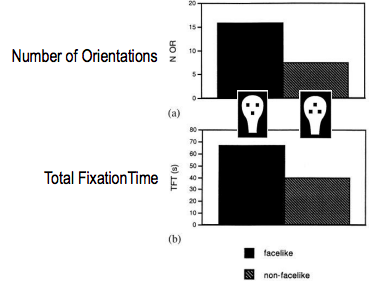 Number of Orientations
N OR
20
15
10
5
0
(a)
Total FixationTime
TFT (s)
80
70
60
50
40
30
20
10
0
(b)
facelike
non-facelike